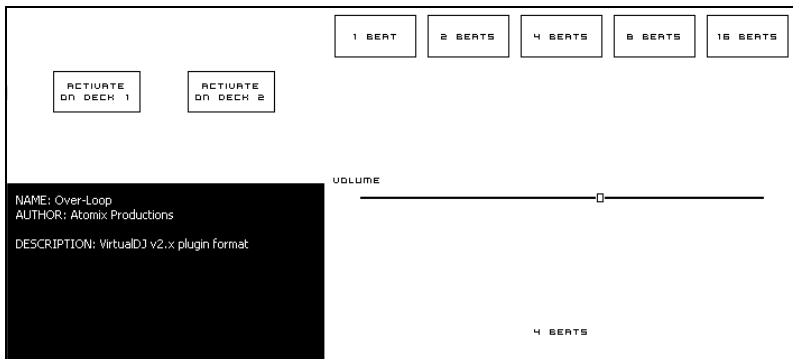 1 BEAT
2 BEATS
4 BEATS
8 BEATS
16 BEATS
ACTIVATE
ON DECK 1
ACTIVATE
ON DECK 2
VOLUME
NAME: Over-Loop
AUTHOR: Atomix Productions
DESCRIPTION: VirtualDJ v2.x plugin format
4 BEATS